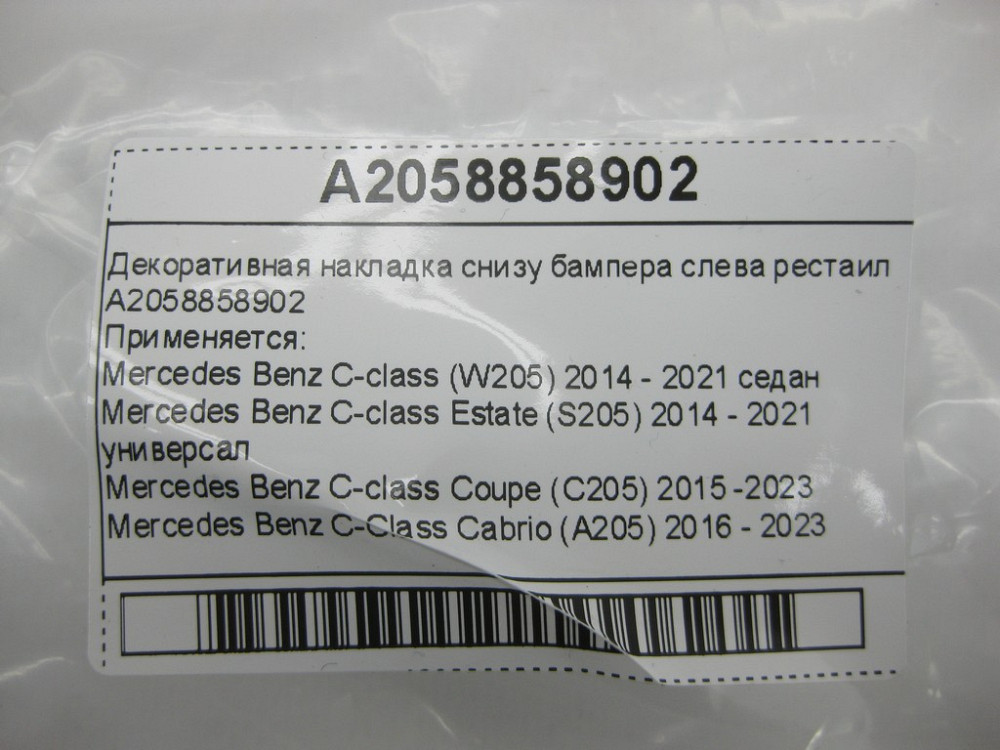 A2058858902
Декоративная накладка снизу бампера слева рестаил
A2058858902
Применяется:
Mercedes Benz C-class (W205) 2014 - 2021 седан
Mercedes Benz C-class Estate (S205) 2014 - 2021
универсал
Mercedes Benz C-class Coupe (C205) 2015 -2023
Mercedes Benz C-Class Cabrio (A205) 2016 - 2023